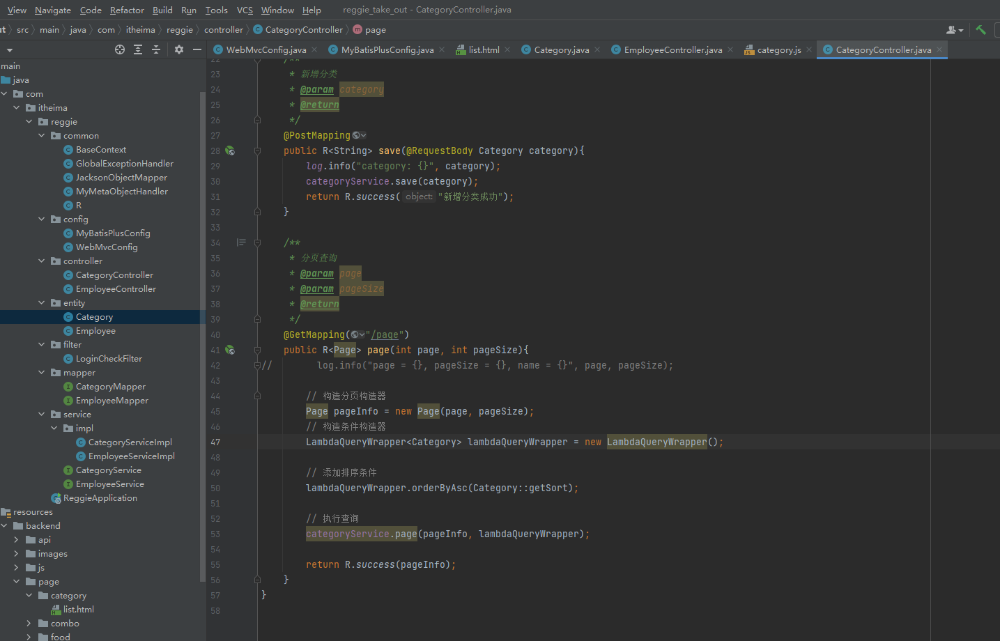 View Navigate Code Refactor Build Run Tools VCS Window Help reggie_take_out - CategoryController.java
ut src main java com itheima reggie controller CategoryController page
WebMvcConfig.java MyBatisPlusConfig.java list.html Category.java EmployeeController.java category.js CategoryController.java
main
java
com
itheima
reggie
common
BaseContext
GlobalExceptionHandler
JacksonObjectMapper
MyMetaObjectHandler
R
config
MyBatisPlusConfig
WebMvcConfig
controller
CategoryController
EmployeeController
entity
Category
Employee
filter
LoginCheckFilter
mapper
CategoryMapper
EmployeeMapper
service
impl
CategoryServiceImpl
EmployeeServiceImpl
CategoryService
EmployeeService
ReggieApplication
resources
backend
api
images
js
page
category
list.html
combo
food
22 /**
23 * 新增分类
24 * @param category
25 * @return
26 */
27 @PostMapping
28 public R<String> save(@RequestBody Category category){
29 log.info("category: {}", category);
30 categoryService.save(category);
31 return R.success( object: "新增分类成功");
32 }
33
34 /**
35 * 分页查询
36 * @param page
37 * @param pageSize
38 * @return
39 */
40 @GetMapping("/page")
41 public R<Page> page(int page, int pageSize){
42 // log.info("page = {}, pageSize = {}, name = {}", page, pageSize);
43
44 // 构造分页构造器
45 Page pageInfo = new Page(page, pageSize);
46 // 构造条件构造器
47 LambdaQueryWrapper<Category> lambdaQueryWrapper = new LambdaQueryWrapper();
48
49 // 添加排序条件
50 lambdaQueryWrapper.orderByAsc(Category::getSort);
51
52 // 执行查询
53 categoryService.page(pageInfo, lambdaQueryWrapper);
54
55 return R.success(pageInfo);
56 }
57 }
58